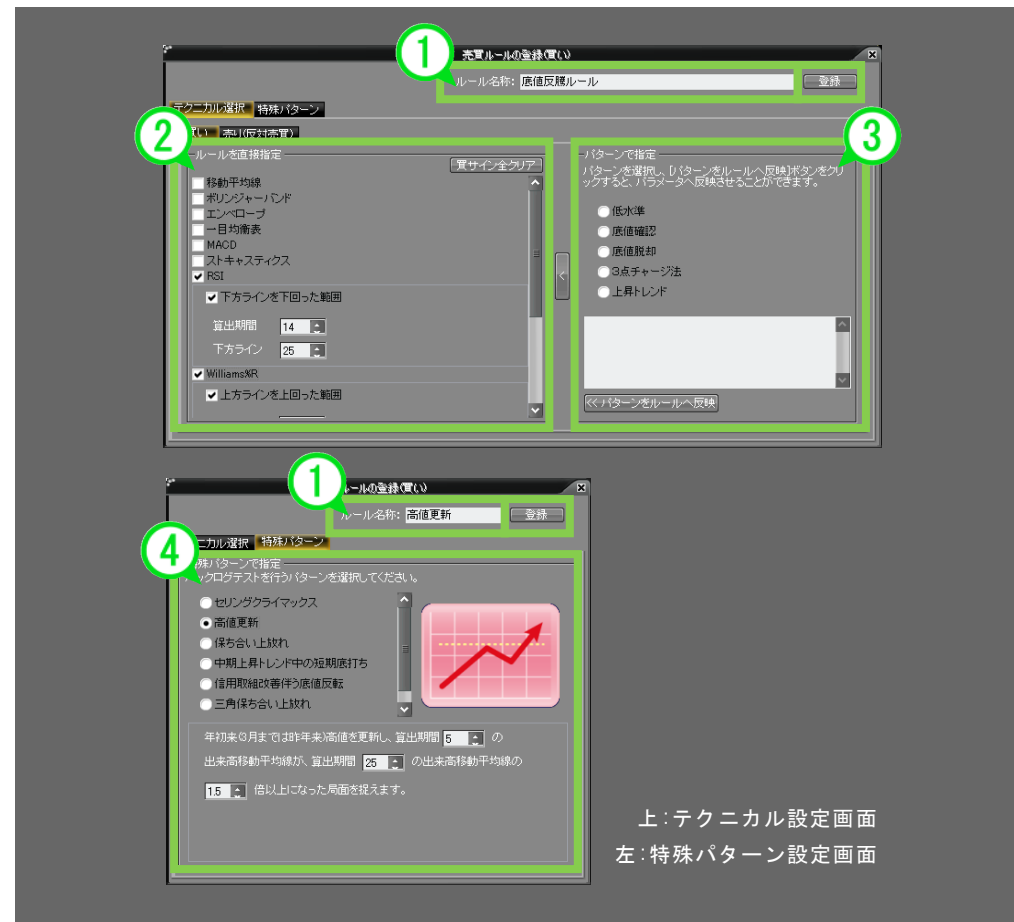 1
売買ルールの登録(買い)
ルール名称: 底値反騰ルール
登録
テクニカル選択 特殊パターン
2
買い 売り(反対売買)
3
ルールを直接指定
買サイン全クリア
移動平均線
ボリンジャーバンド
エンベロープ
一目均衡表
MACD
ストキャスティクス
RSI
下方ラインを下回った範囲
算出期間 14
下方ライン 25
Williams%R
上方ラインを上回った範囲
<
パターンで指定
パターンを選択し、[パターンをルールへ反映]ボタンをクリ
ックすると、パラメータへ反映させることができます。
低水準
底値確認
底値脱却
3点チャージ法
上昇トレンド
<< パターンをルールへ反映
1
ルールの登録(買い)
ルール名称: 高値更新
登録
4
テクニカル選択 特殊パターン
特殊パターンで指定
バックログテストを行うパターンを選択してください。
セリングクライマックス
高値更新
保ち合い上放れ
中期上昇トレンド中の短期底打ち
信用取組改善伴う底値反転
三角保ち合い上放れ
年初来(3月までは昨年来)高値を更新し、算出期間 5 の
出来高移動平均線が、算出期間 25 の出来高移動平均線の
1.5 倍以上になった局面を捉えます。
上:テクニカル設定画面
左:特殊パターン設定画面